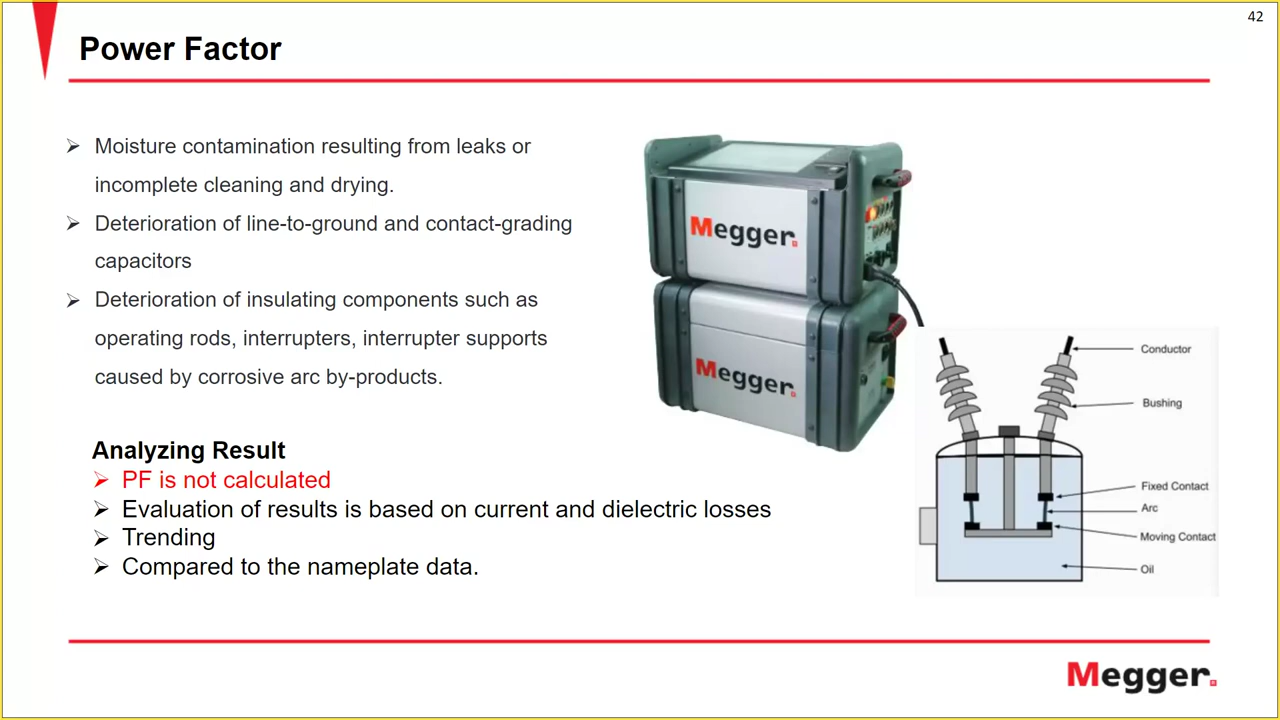 42
Power Factor
➢ Moisture contamination resulting from leaks or
incomplete cleaning and drying.
➢ Deterioration of line-to-ground and contact-grading
capacitors
➢ Deterioration of insulating components such as
operating rods, interrupters, interrupter supports
caused by corrosive arc by-products.
Megger.
Megger.
Analyzing Result
➢ PF is not calculated
➢ Evaluation of results is based on current and dielectric losses
➢ Trending
➢ Compared to the nameplate data.
Conductor
Bushing
Fixed Contact
Arc
Moving Contact
Oil
Megger.